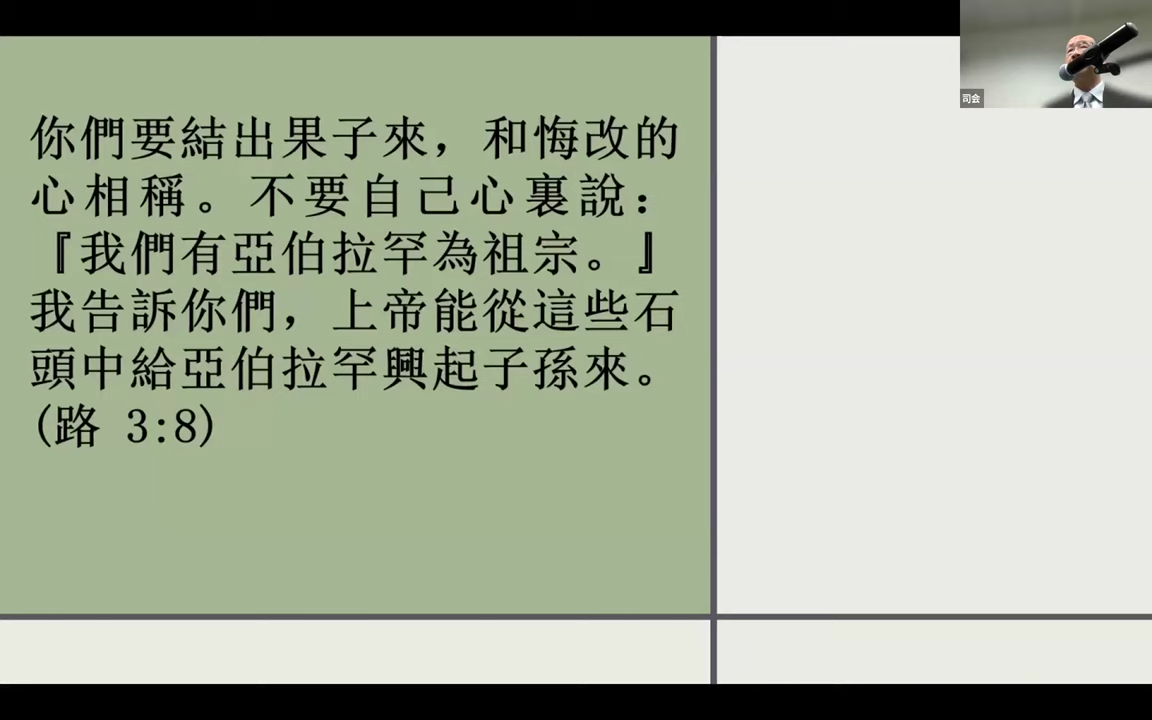 你們要結出果子來，和悔改的
心相稱。不要自己心裏說：
『我們有亞伯拉罕為祖宗。』
我告訴你們，上帝能從這些石
頭中給亞伯拉罕興起子孫來。
(路 3:8)
司会